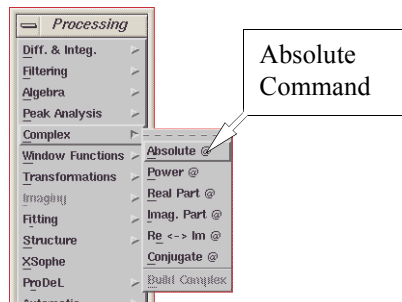 Processing
Diff. & Integ.
Filtering
Algebra
Peak Analysis
Complex
Window Functions
Transformations
Imaging
Fitting
Structure
XSophe
ProDeL
Automatic
Absolute @
Power @
Real Part @
Imag. Part @
Re <-> Im @
Conjugate @
Build Complex
Absolute
Command